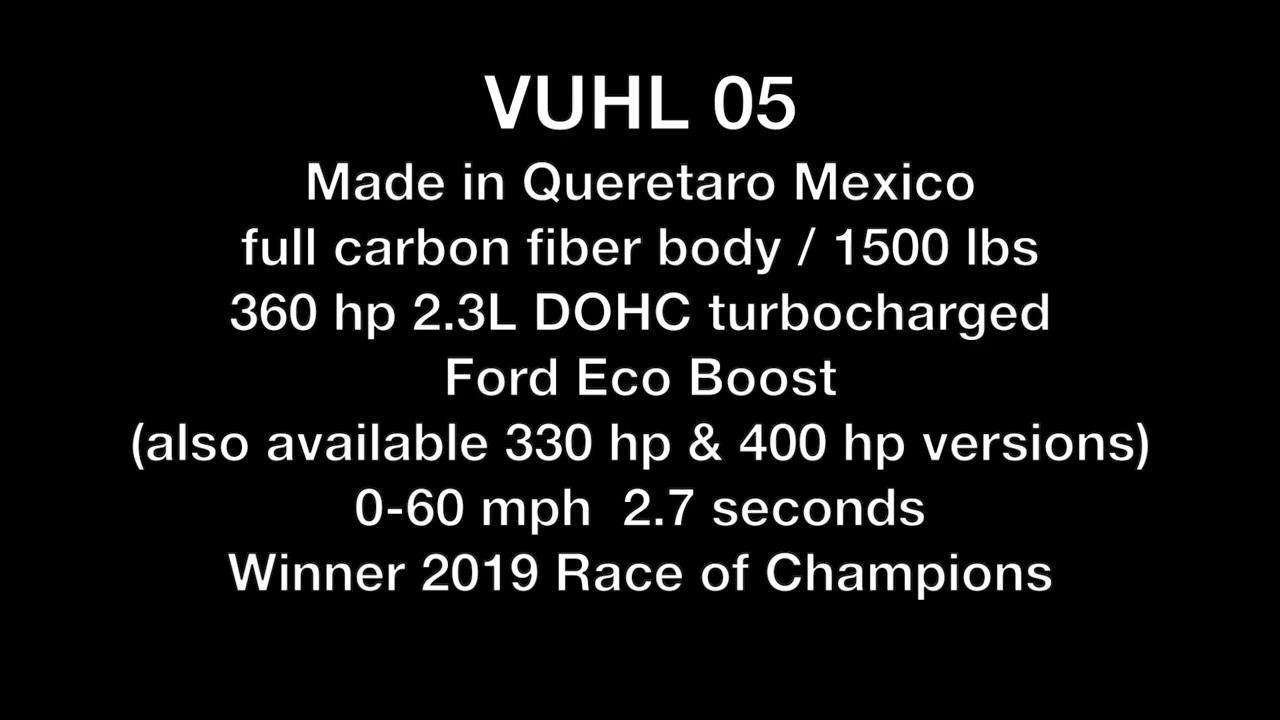 VUHL 05
Made in Queretaro Mexico
full carbon fiber body / 1500 lbs
360 hp 2.3L DOHC turbocharged
Ford Eco Boost
(also available 330 hp & 400 hp versions)
0-60 mph  2.7 seconds
Winner 2019 Race of Champions